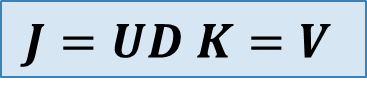 J = UD K = V